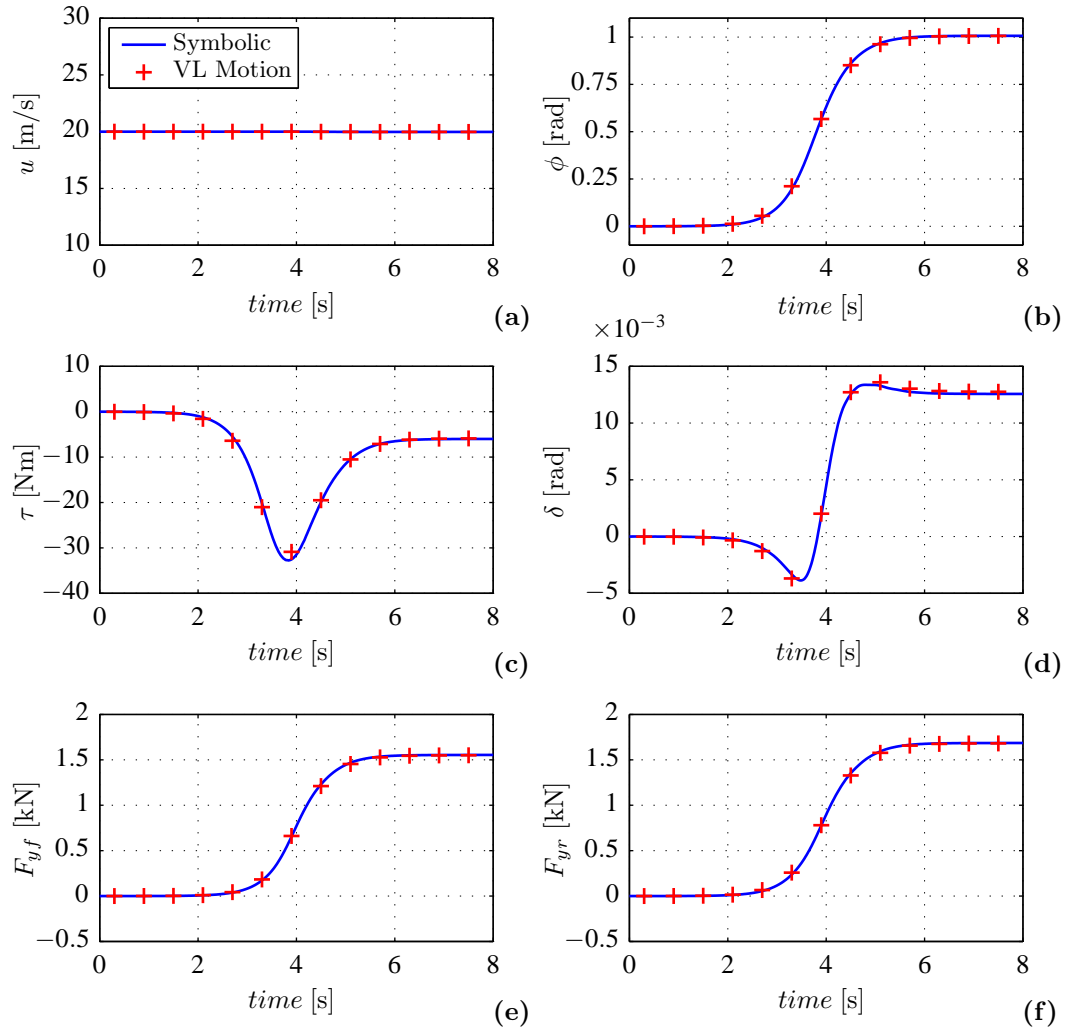 30
25
20
15
10
u [m/s]
Symbolic
VL Motion
0 2 4 6 8
time [s]
(a)
1
0.75
0.5
0.25
0
ϕ [rad]
0 2 4 6 8
time [s]
(b)
10
0
−10
−20
−30
−40
τ [Nm]
0 2 4 6 8
time [s]
(c)
×10⁻³
15
10
5
0
−5
δ [rad]
0 2 4 6 8
time [s]
(d)
2
1.5
1
0.5
0
−0.5
F_yf [kN]
0 2 4 6 8
time [s]
(e)
2
1.5
1
0.5
0
−0.5
F_yr [kN]
0 2 4 6 8
time [s]
(f)